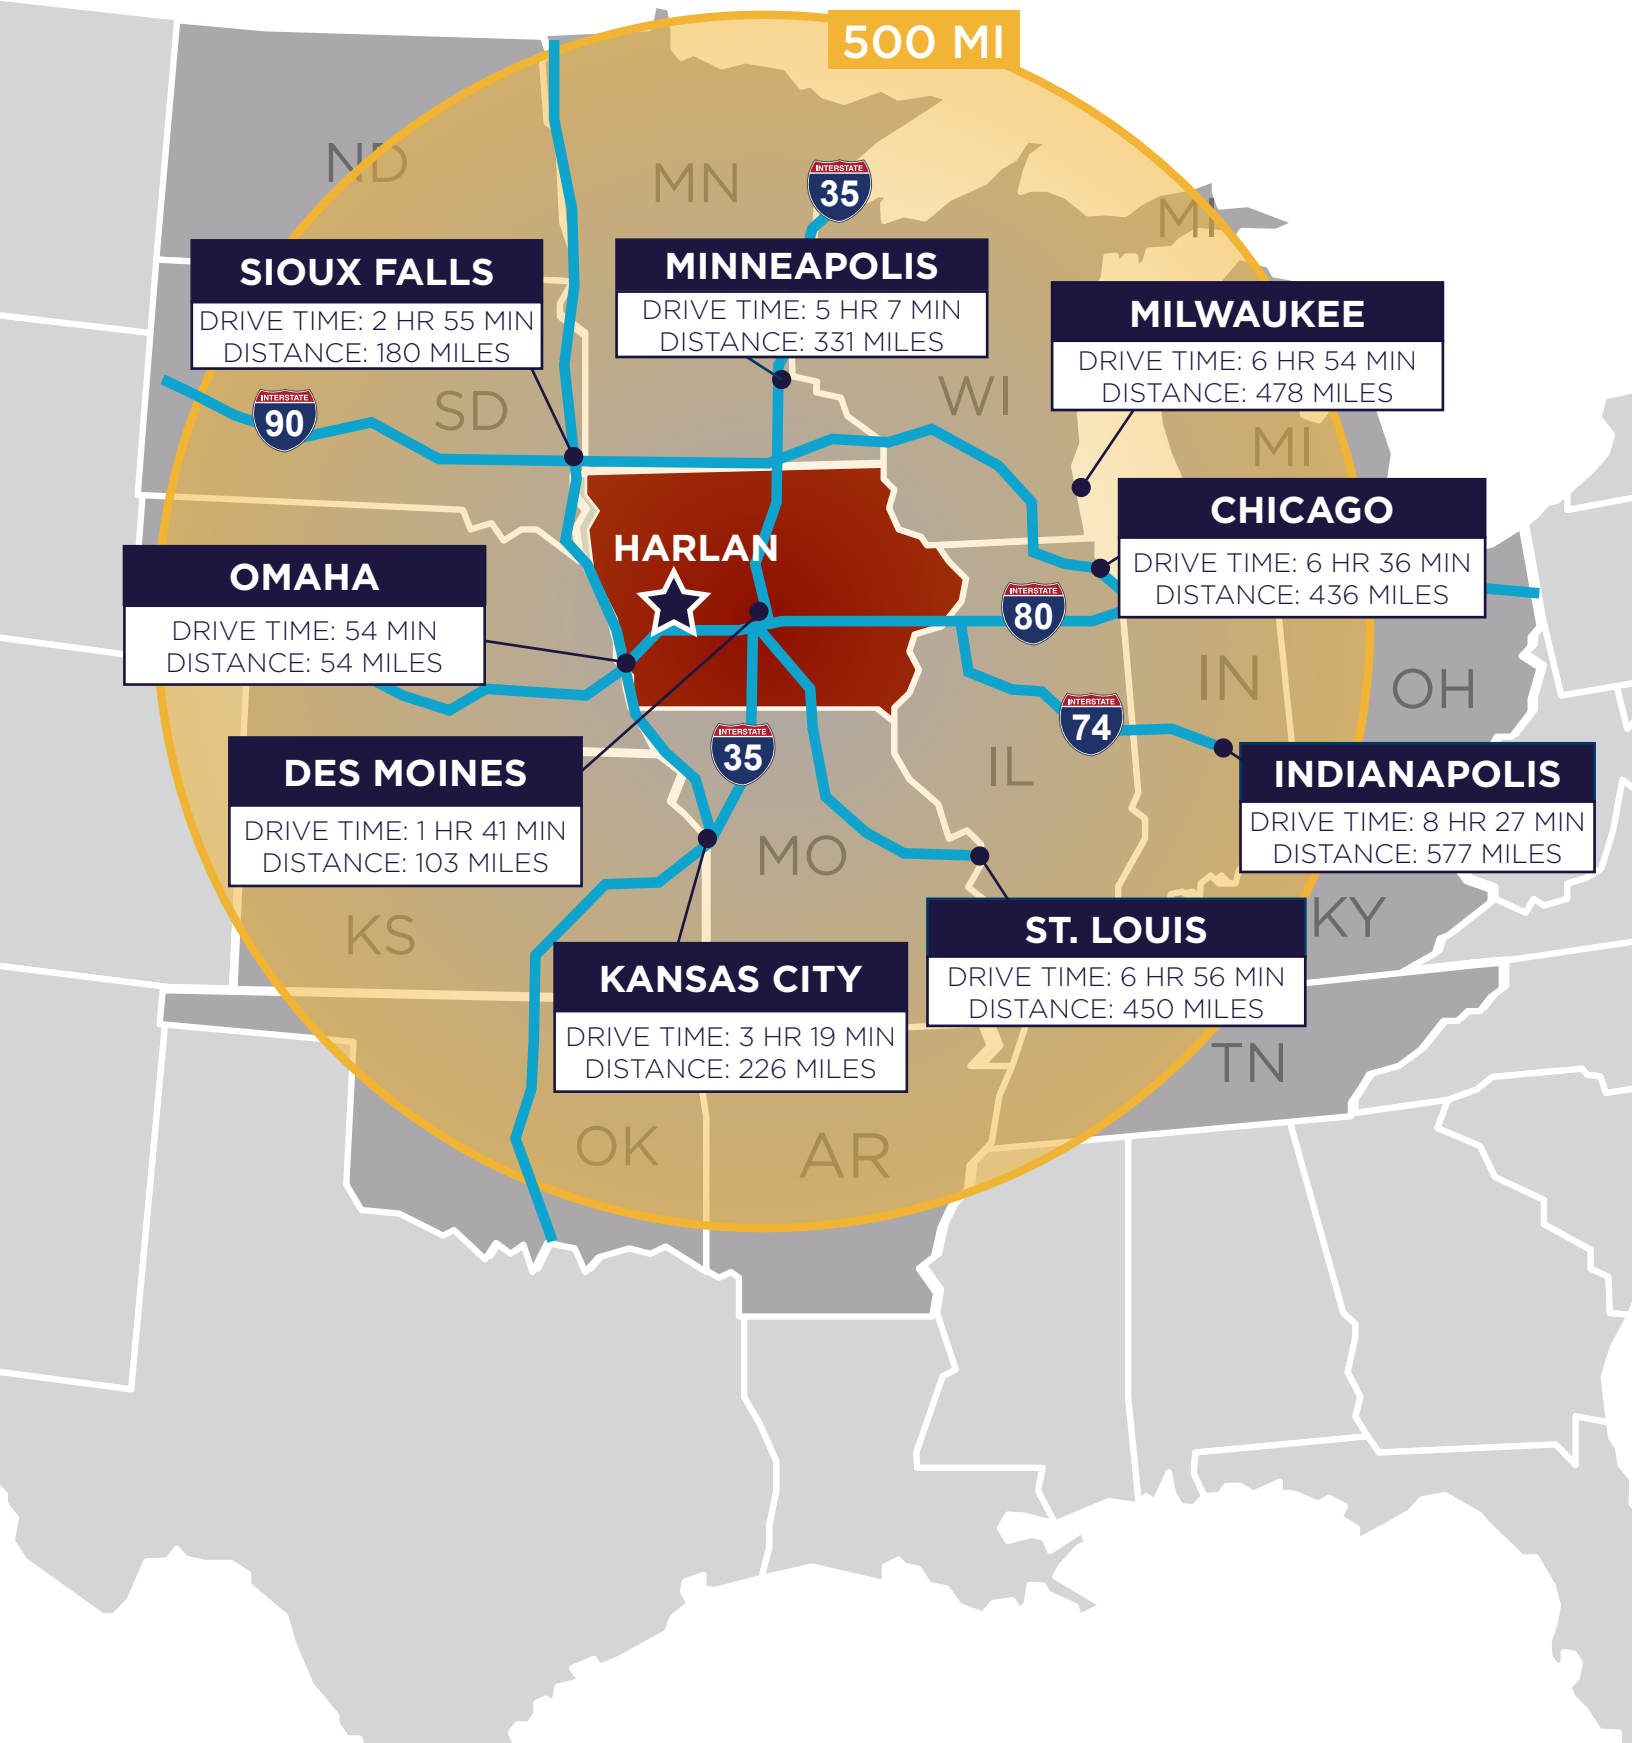 500 MI
ND
MN
INTERSTATE
35
MI
SIOUX FALLS
DRIVE TIME: 2 HR 55 MIN
DISTANCE: 180 MILES
MINNEAPOLIS
DRIVE TIME: 5 HR 7 MIN
DISTANCE: 331 MILES
MILWAUKEE
DRIVE TIME: 6 HR 54 MIN
DISTANCE: 478 MILES
INTERSTATE
90
SD
WI
MI
CHICAGO
DRIVE TIME: 6 HR 36 MIN
DISTANCE: 436 MILES
HARLAN
OMAHA
DRIVE TIME: 54 MIN
DISTANCE: 54 MILES
INTERSTATE
80
IN
OH
INTERSTATE
74
INTERSTATE
35
IL
DES MOINES
DRIVE TIME: 1 HR 41 MIN
DISTANCE: 103 MILES
INDIANAPOLIS
DRIVE TIME: 8 HR 27 MIN
DISTANCE: 577 MILES
MO
KS
KY
ST. LOUIS
DRIVE TIME: 6 HR 56 MIN
DISTANCE: 450 MILES
KANSAS CITY
DRIVE TIME: 3 HR 19 MIN
DISTANCE: 226 MILES
TN
OK
AR